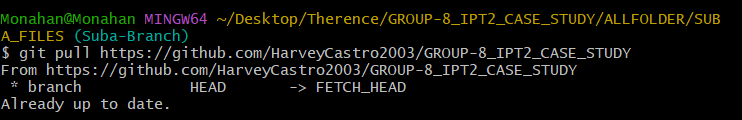 Monahan@Monahan MINGW64 ~/Desktop/Therence/GROUP-8_IPT2_CASE_STUDY/ALLFOLDER/SUB
A_FILES (Suba-Branch)
$ git pull https://github.com/HarveyCastro2003/GROUP-8_IPT2_CASE_STUDY
From https://github.com/HarveyCastro2003/GROUP-8_IPT2_CASE_STUDY
 * branch            HEAD       -> FETCH_HEAD
Already up to date.